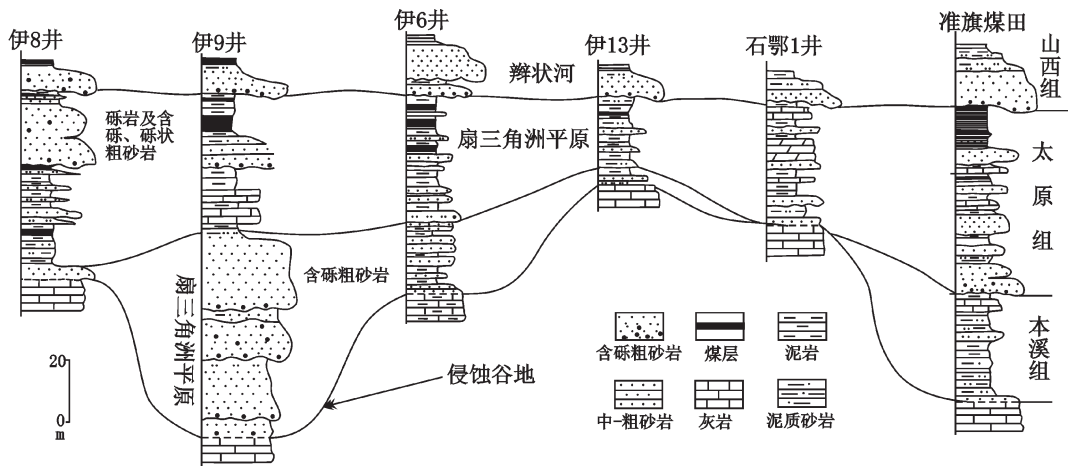 伊8井
伊9井
伊6井
伊13井
石鄂1井
准旗煤田
山西组
太原组
本溪组
辫状河
扇三角洲平原
砾岩及含
砾、砾状
粗砂岩
含砾粗砂岩
扇三角洲平原
侵蚀谷地
20
0
m
含砾粗砂岩
煤层
泥岩
中-粗砂岩
灰岩
泥质砂岩